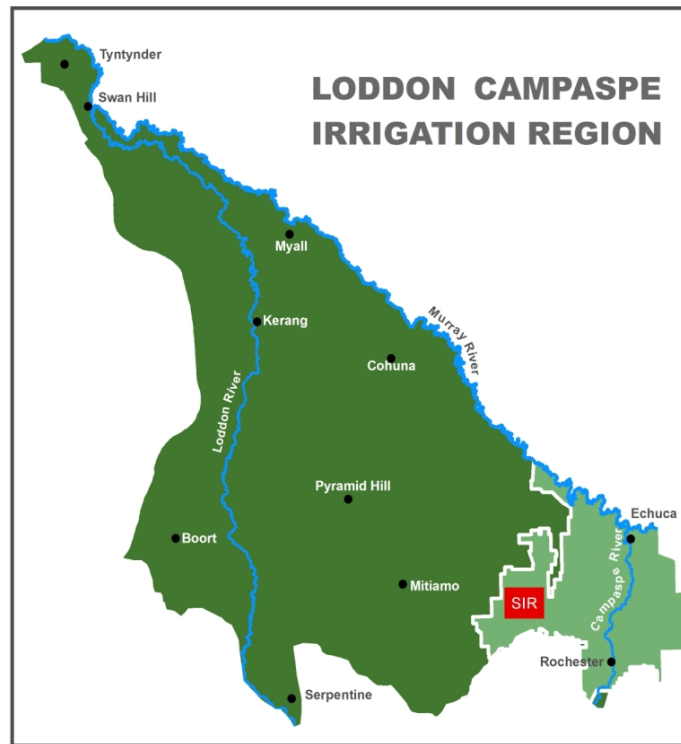 Tyntynder
LODDON CAMPASPE
IRRIGATION REGION
Swan Hill
Myall
Kerang
Murray River
Cohuna
Loddon River
Pyramid Hill
Echuca
Boort
Campaspe River
Mitiamo
SIR
Rochester
Serpentine